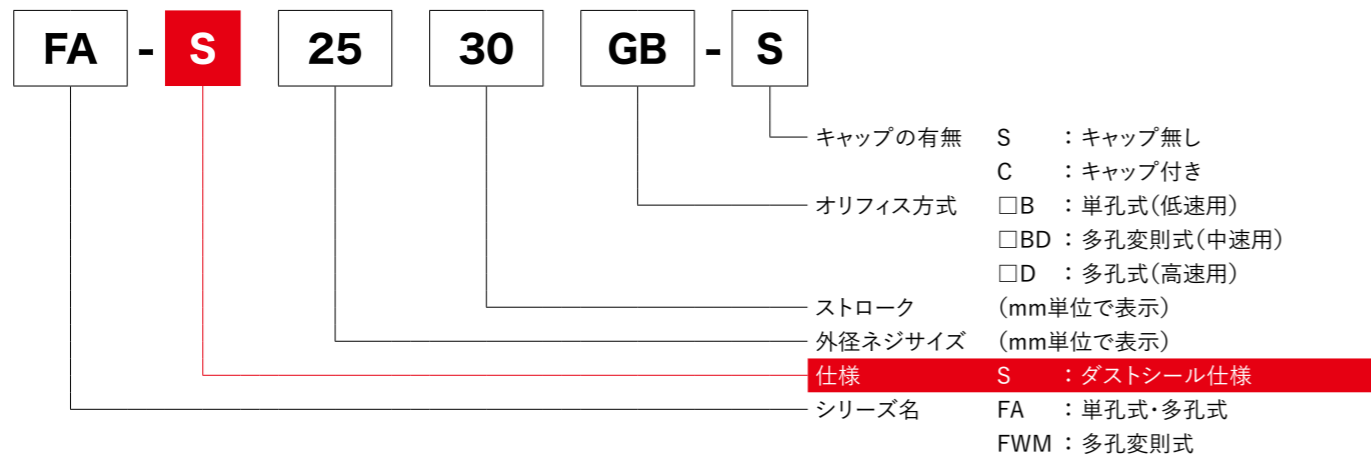 FA - S 25 30 GB - S
キャップの有無 S ：キャップ無し
C ：キャップ付き
オリフィス方式 □B ：単孔式（低速用）
□BD ：多孔変則式（中速用）
□D ：多孔式（高速用）
ストローク （mm単位で表示）
外径ネジサイズ （mm単位で表示）
仕様 S ：ダストシール仕様
シリーズ名 FA ：単孔式・多孔式
FWM ：多孔変則式